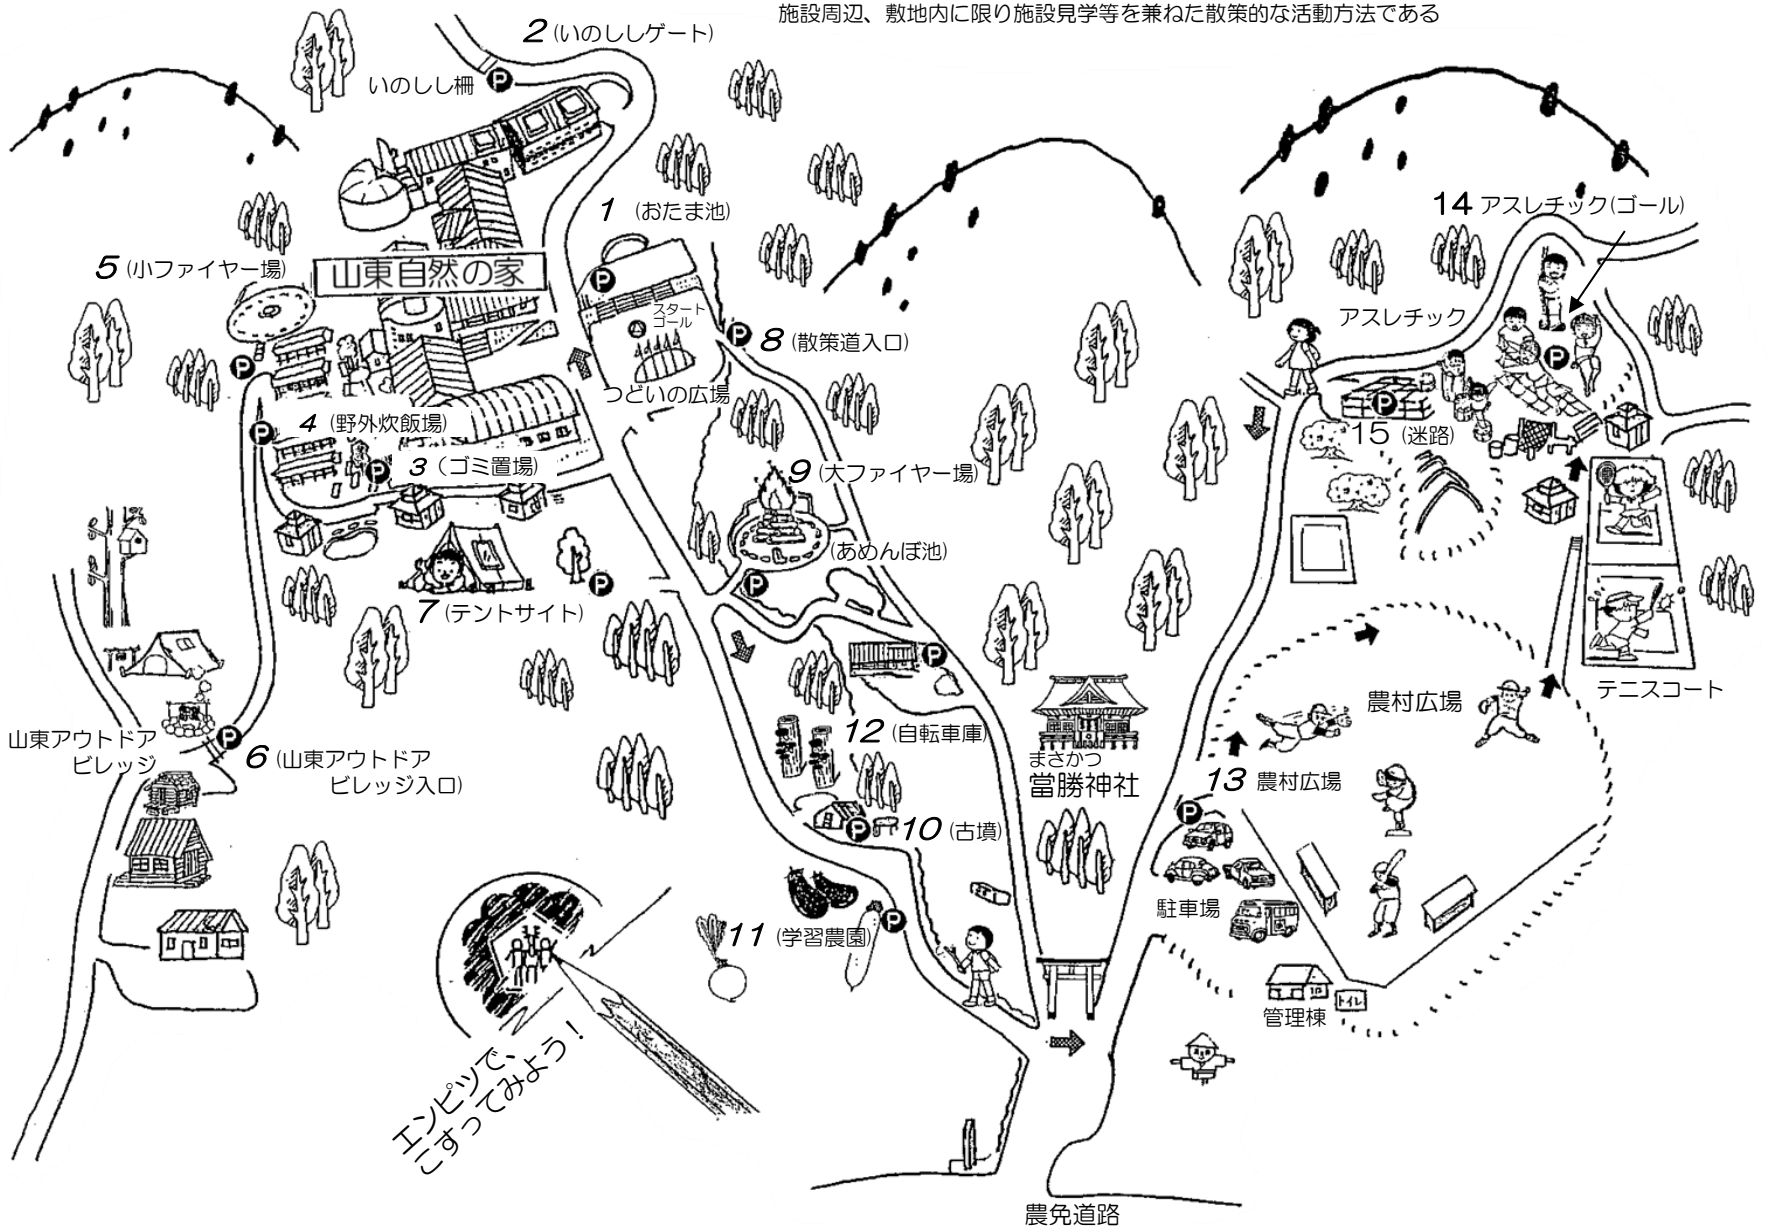 施設周辺、敷地内に限り施設見学等を兼ねた散策的な活動方法である
2 (いのししゲート)
いのしし柵
P
1 (おたま池)
14 アスレチック(ゴール)
5 (小ファイヤー場)
山東自然の家
P
スタート
ゴール
アスレチック
P
8 (散策道入口)
P
P
つどいの広場
P
4 (野外炊飯場)
P
15 (迷路)
P
3 (ゴミ置場)
P
9 (大ファイヤー場)
(あめんぼ池)
P
P
7 (テントサイト)
P
テニスコート
農村広場
山東アウトドア
ビレッジ
P
6 (山東アウトドア
ビレッジ入口)
12 (自転車庫)
まさかつ
當勝神社
13 農村広場
P
P
10 (古墳)
駐車場
P
11 (学習農園)
トイレ
管理棟
エンピツで、
こすってみよう!
農免道路